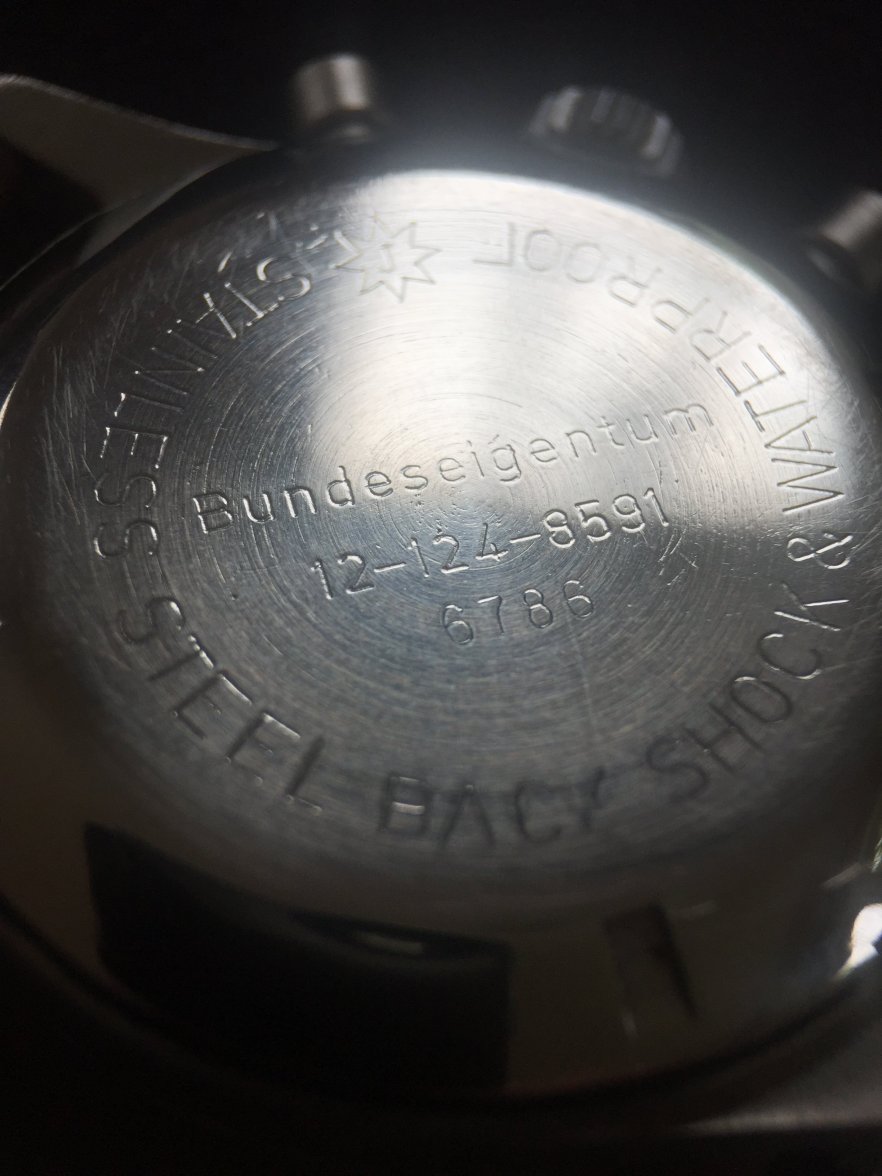 STAINLESS STEEL BACK SHOCK & WATERPROOF
J
Bundeseigentum
12-124-8591
6786